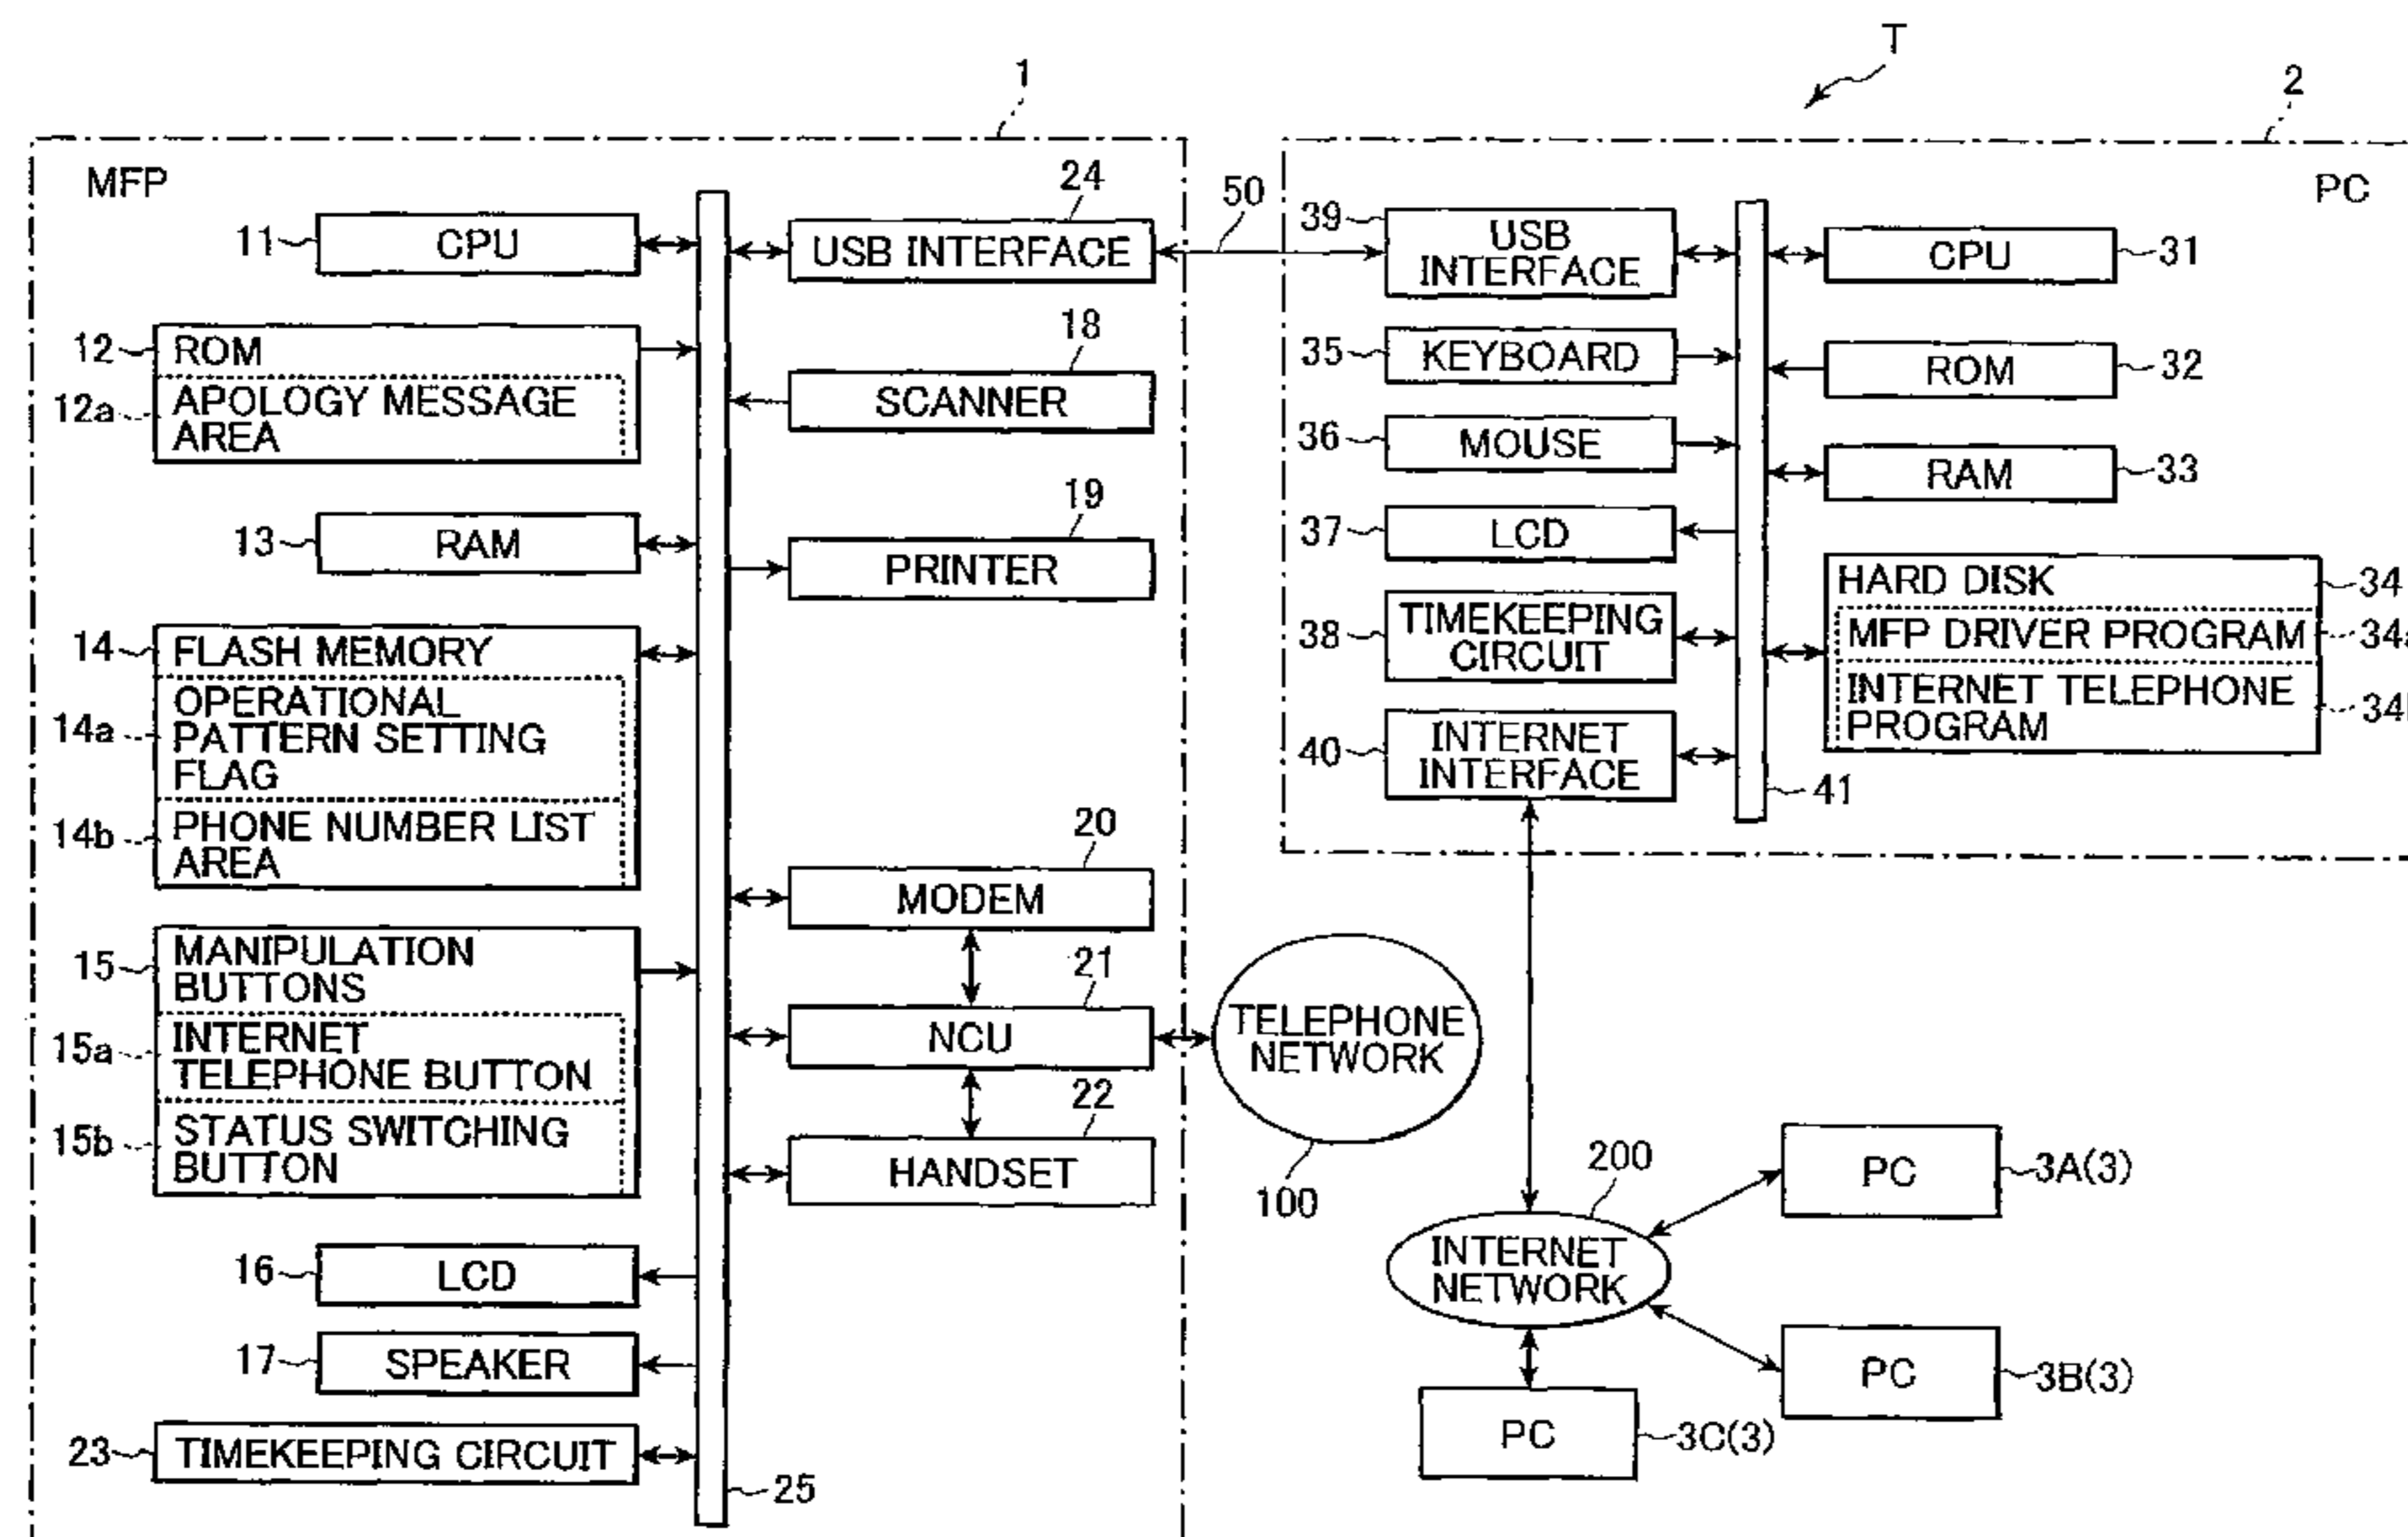 T
1
2
MFP
PC
11
CPU
24
USB INTERFACE
50
39
USB
INTERFACE
CPU
31
12
ROM
12a
APOLOGY MESSAGE
AREA
18
SCANNER
35
KEYBOARD
ROM
32
36
MOUSE
RAM
33
13
RAM
19
PRINTER
37
LCD
HARD DISK
34
MFP DRIVER PROGRAM
INTERNET TELEPHONE
PROGRAM
34
38
TIMEKEEPING
CIRCUIT
14
FLASH MEMORY
14a
OPERATIONAL
PATTERN SETTING
FLAG
14b
PHONE NUMBER LIST
AREA
40
INTERNET
INTERFACE
41
20
MODEM
15
MANIPULATION
BUTTONS
15a
INTERNET
TELEPHONE BUTTON
15b
STATUS SWITCHING
BUTTON
21
NCU
TELEPHONE
NETWORK
100
22
HANDSET
200
INTERNET
NETWORK
PC
3A(3)
PC
3B(3)
PC
3C(3)
16
LCD
17
SPEAKER
23
TIMEKEEPING CIRCUIT
25